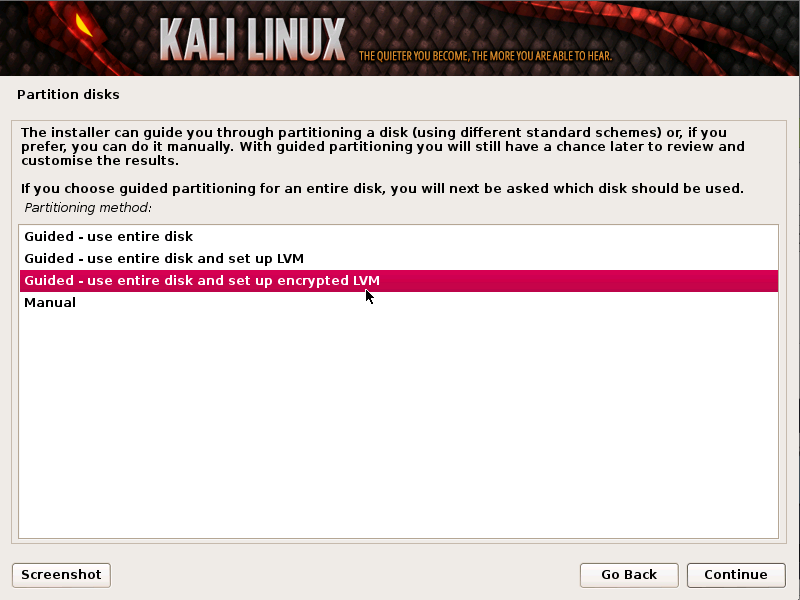 KALI LINUX
THE QUIETER YOU BECOME, THE MORE YOU ARE ABLE TO HEAR.
Partition disks
The installer can guide you through partitioning a disk (using different standard schemes) or, if you
prefer, you can do it manually. With guided partitioning you will still have a chance later to review and
customise the results.
If you choose guided partitioning for an entire disk, you will next be asked which disk should be used.
Partitioning method:
Guided - use entire disk
Guided - use entire disk and set up LVM
Guided - use entire disk and set up encrypted LVM
Manual
Screenshot
Go Back
Continue